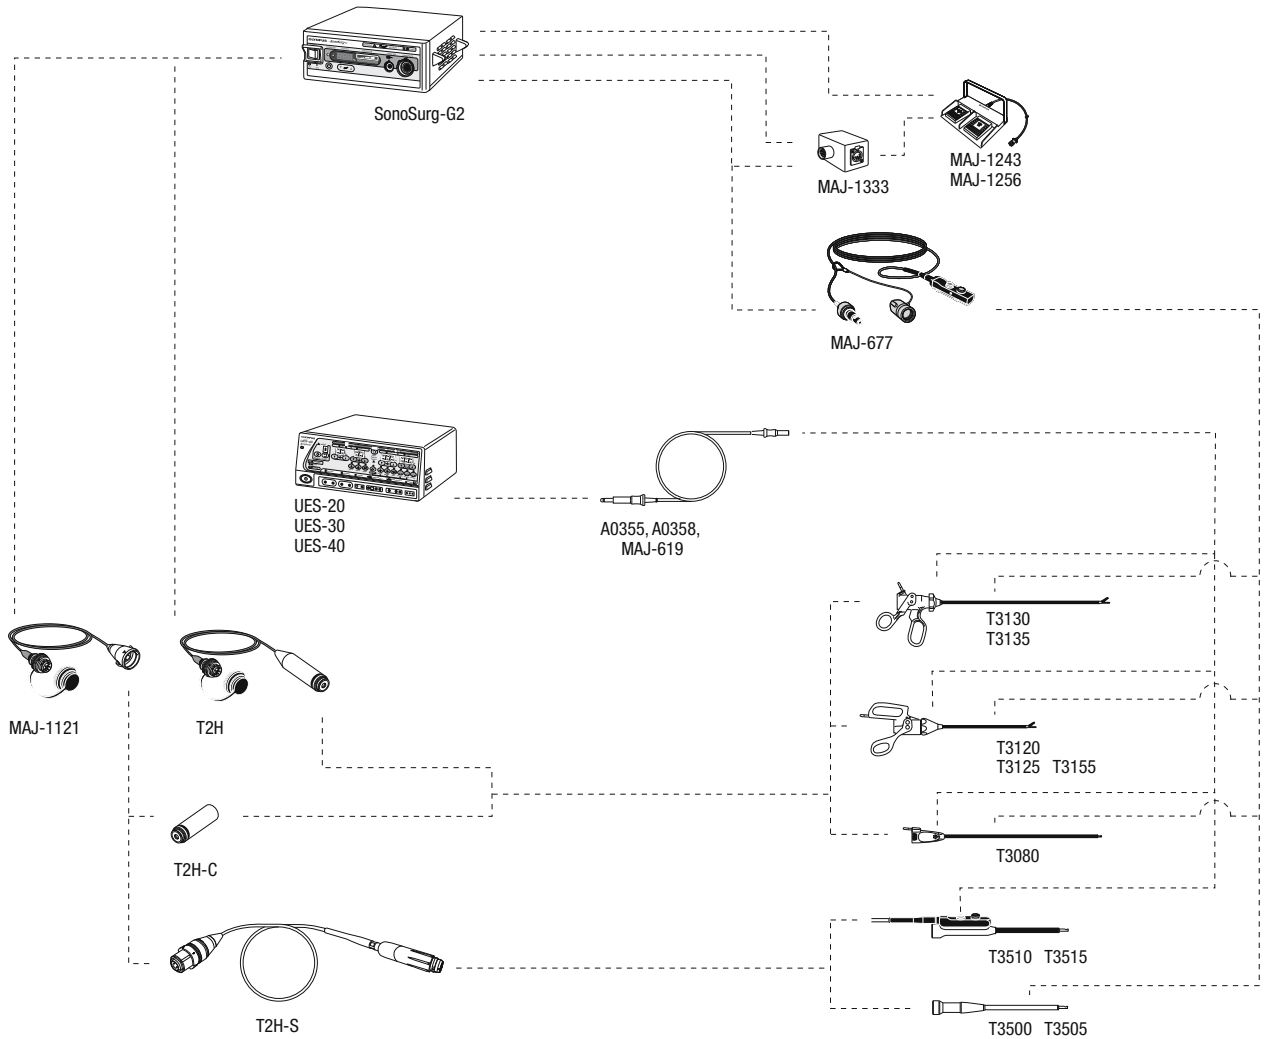 SonoSurg-G2
MAJ-1243
MAJ-1256
MAJ-1333
MAJ-677
UES-20
UES-30
UES-40
A0355, A0358,
MAJ-619
T3130
T3135
MAJ-1121
T2H
T3120
T3125 T3155
T2H-C
T3080
T3510 T3515
T2H-S
T3500 T3505